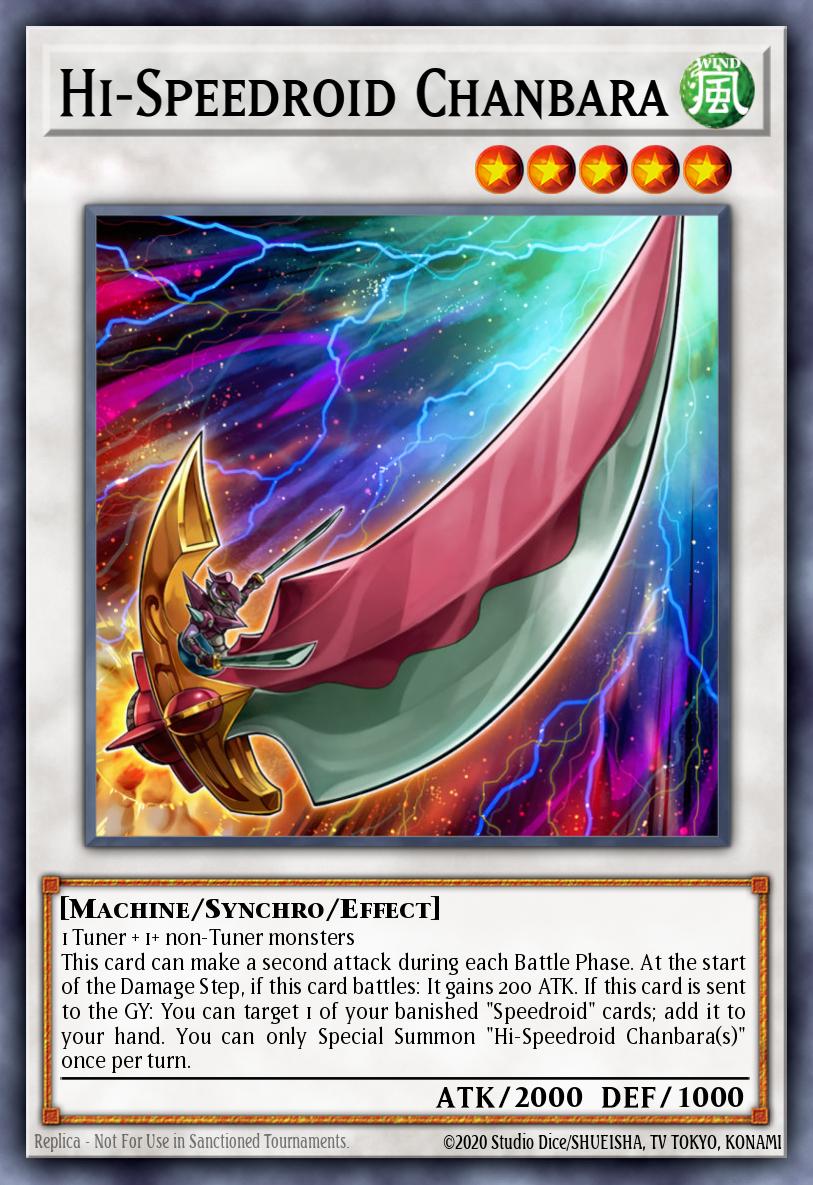 Hi-Speedroid Chanbara
WIND
風
[Machine/Synchro/Effect]
1 Tuner + 1+ non-Tuner monsters
This card can make a second attack during each Battle Phase. At the start
of the Damage Step, if this card battles: It gains 200 ATK. If this card is sent
to the GY: You can target 1 of your banished "Speedroid" cards; add it to
your hand. You can only Special Summon "Hi-Speedroid Chanbara(s)"
once per turn.
ATK/2000 DEF/1000
Replica - Not For Use in Sanctioned Tournaments.
©2020 Studio Dice/SHUEISHA, TV TOKYO, KONAMI